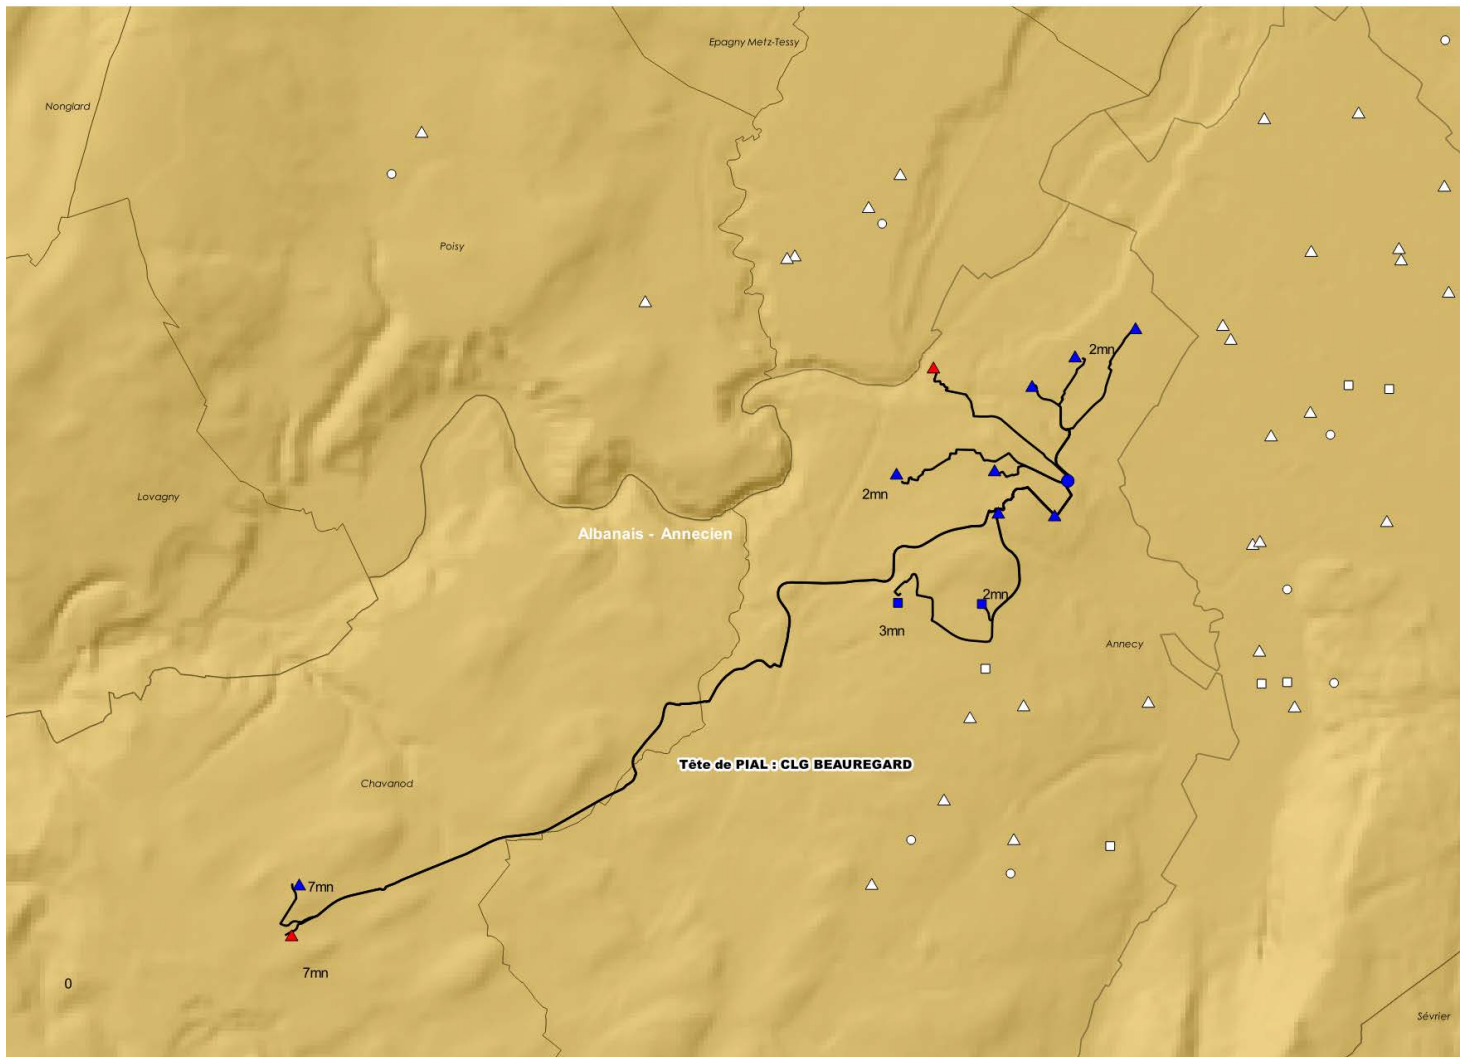 Epagny Metz-Tessy
Nonglard
Poisy
2mn
Lovagny
2mn
Albanais - Annecien
2mn
3mn
Annecy
Tête de PIAL : CLG BEAUREGARD
Chavanod
7mn
7mn
0
Sévrier